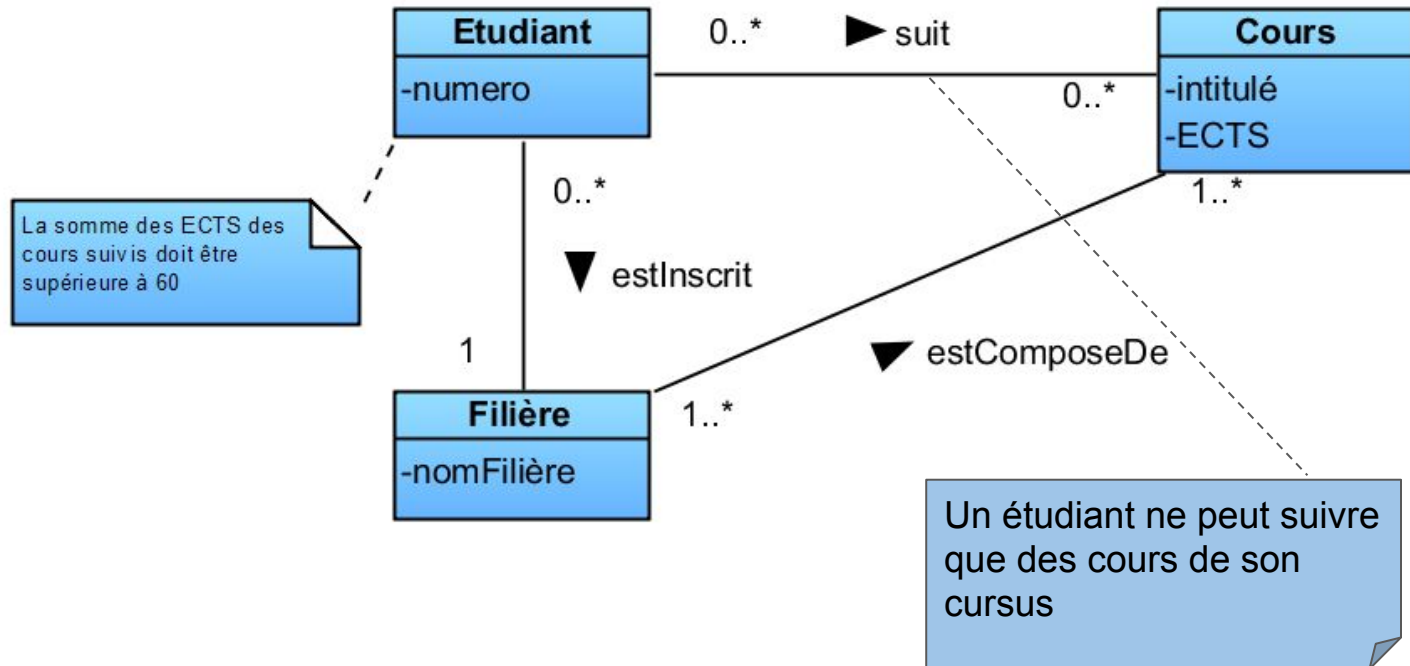 Etudiant
-numero
0..*
suit
0..*
Cours
-intitulé
-ECTS
La somme des ECTS des
cours suivis doit être
supérieure à 60
0..*
estInscrit
1
1..*
estComposeDe
1..*
Filière
-nomFilière
Un étudiant ne peut suivre
que des cours de son
cursus